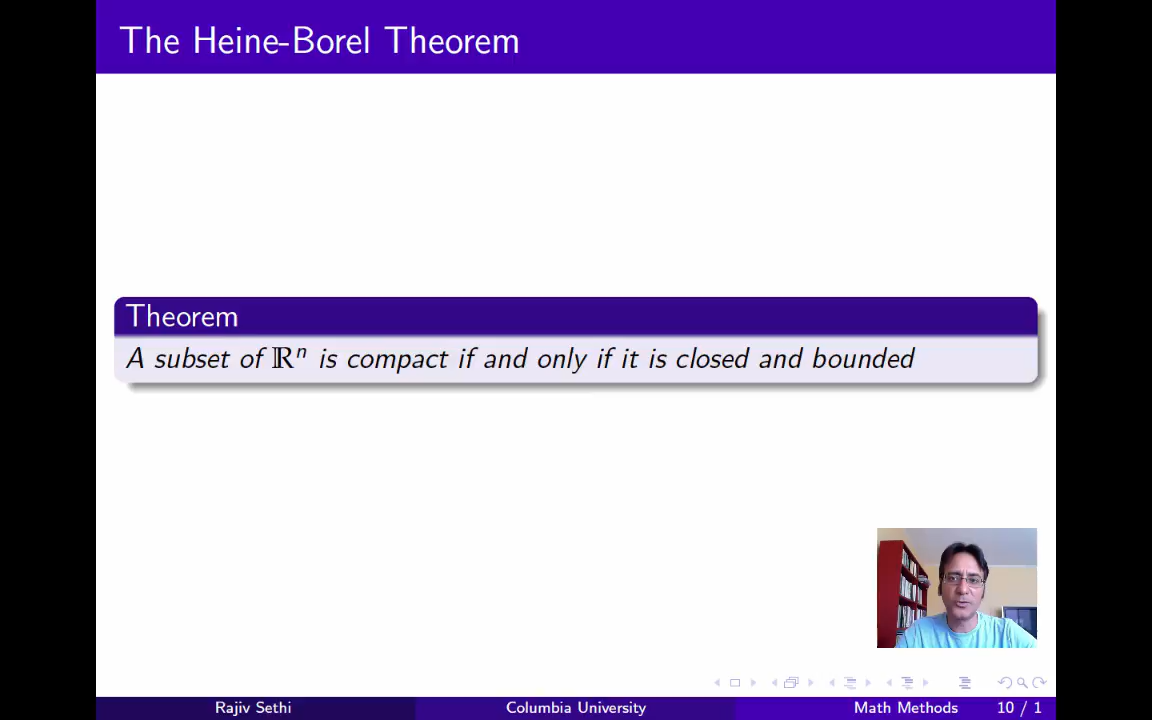 The Heine-Borel Theorem
Theorem
A subset of ℝⁿ is compact if and only if it is closed and bounded
Rajiv Sethi Columbia University Math Methods 10 / 1